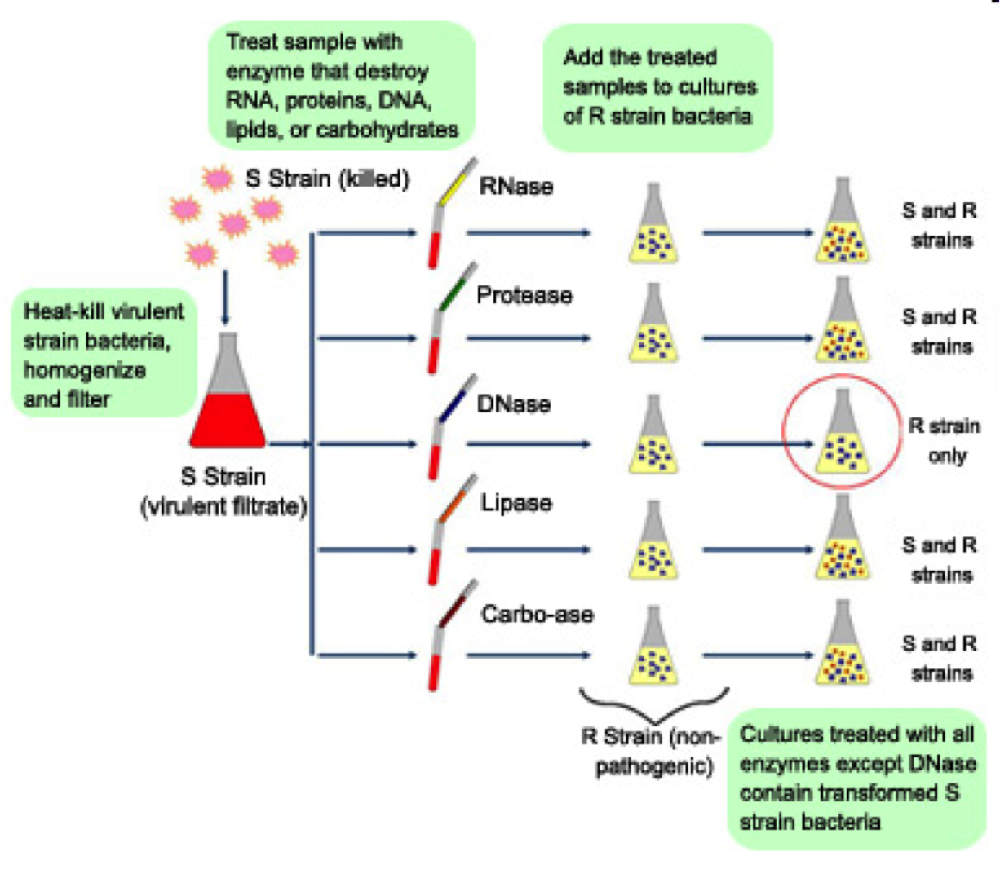 Treat sample with
enzyme that destroy
RNA, proteins, DNA,
lipids, or carbohydrates
Add the treated
samples to cultures
of R strain bacteria
S Strain (killed)
RNase
S and R
strains
Heat-kill virulent
strain bacteria,
homogenize
and filter
Protease
S and R
strains
DNase
R strain
only
S Strain
(virulent filtrate)
Lipase
S and R
strains
Carbo-ase
S and R
strains
R Strain (non-
pathogenic)
Cultures treated with all
enzymes except DNase
contain transformed S
strain bacteria